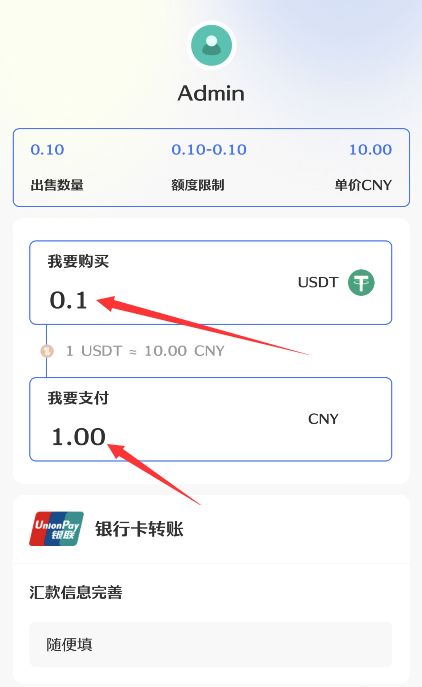 Admin
0.10 0.10-0.10 10.00
出售数量 额度限制 单价CNY
我要购买
0.1 USDT
1 USDT ≈ 10.00 CNY
我要支付
1.00 CNY
UnionPay
银联
银行卡转账
汇款信息完善
随便填